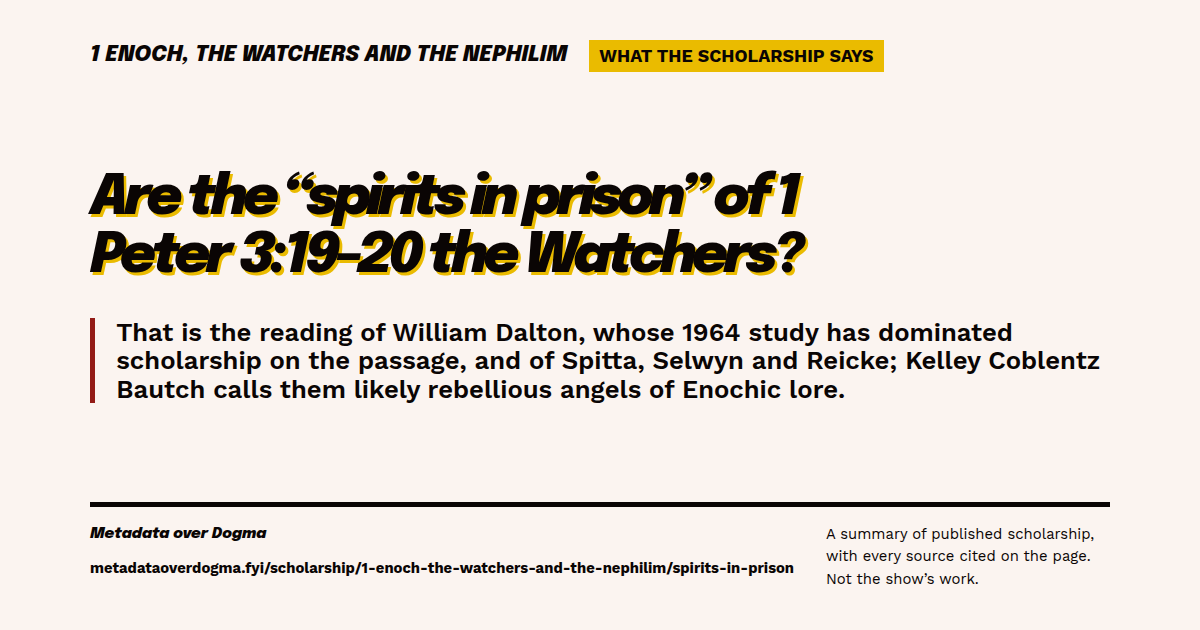 1 ENOCH, THE WATCHERS AND THE NEPHILIM
WHAT THE SCHOLARSHIP SAYS
Are the “spirits in prison” of 1
Peter 3:19–20 the Watchers?
That is the reading of William Dalton, whose 1964 study has dominated
scholarship on the passage, and of Spitta, Selwyn and Reicke; Kelley Coblentz
Bautch calls them likely rebellious angels of Enochic lore.
Metadata over Dogma
metadataoverdogma.fyi/scholarship/1-enoch-the-watchers-and-the-nephilim/spirits-in-prison
A summary of published scholarship,
with every source cited on the page.
Not the show’s work.